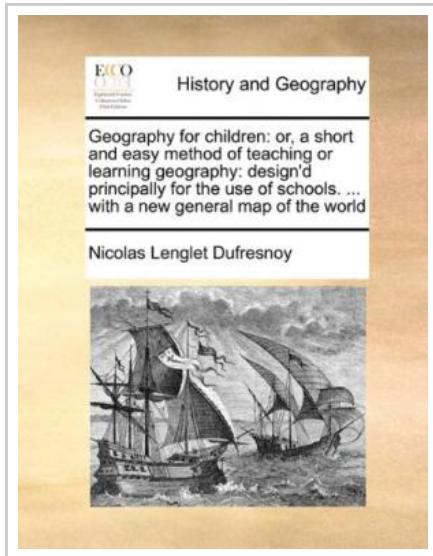 ECCO
History and Geography
Geography for children: or, a short
and easy method of teaching or
learning geography: design'd
principally for the use of schools. ...
with a new general map of the world
Nicolas Lenglet Dufresnoy